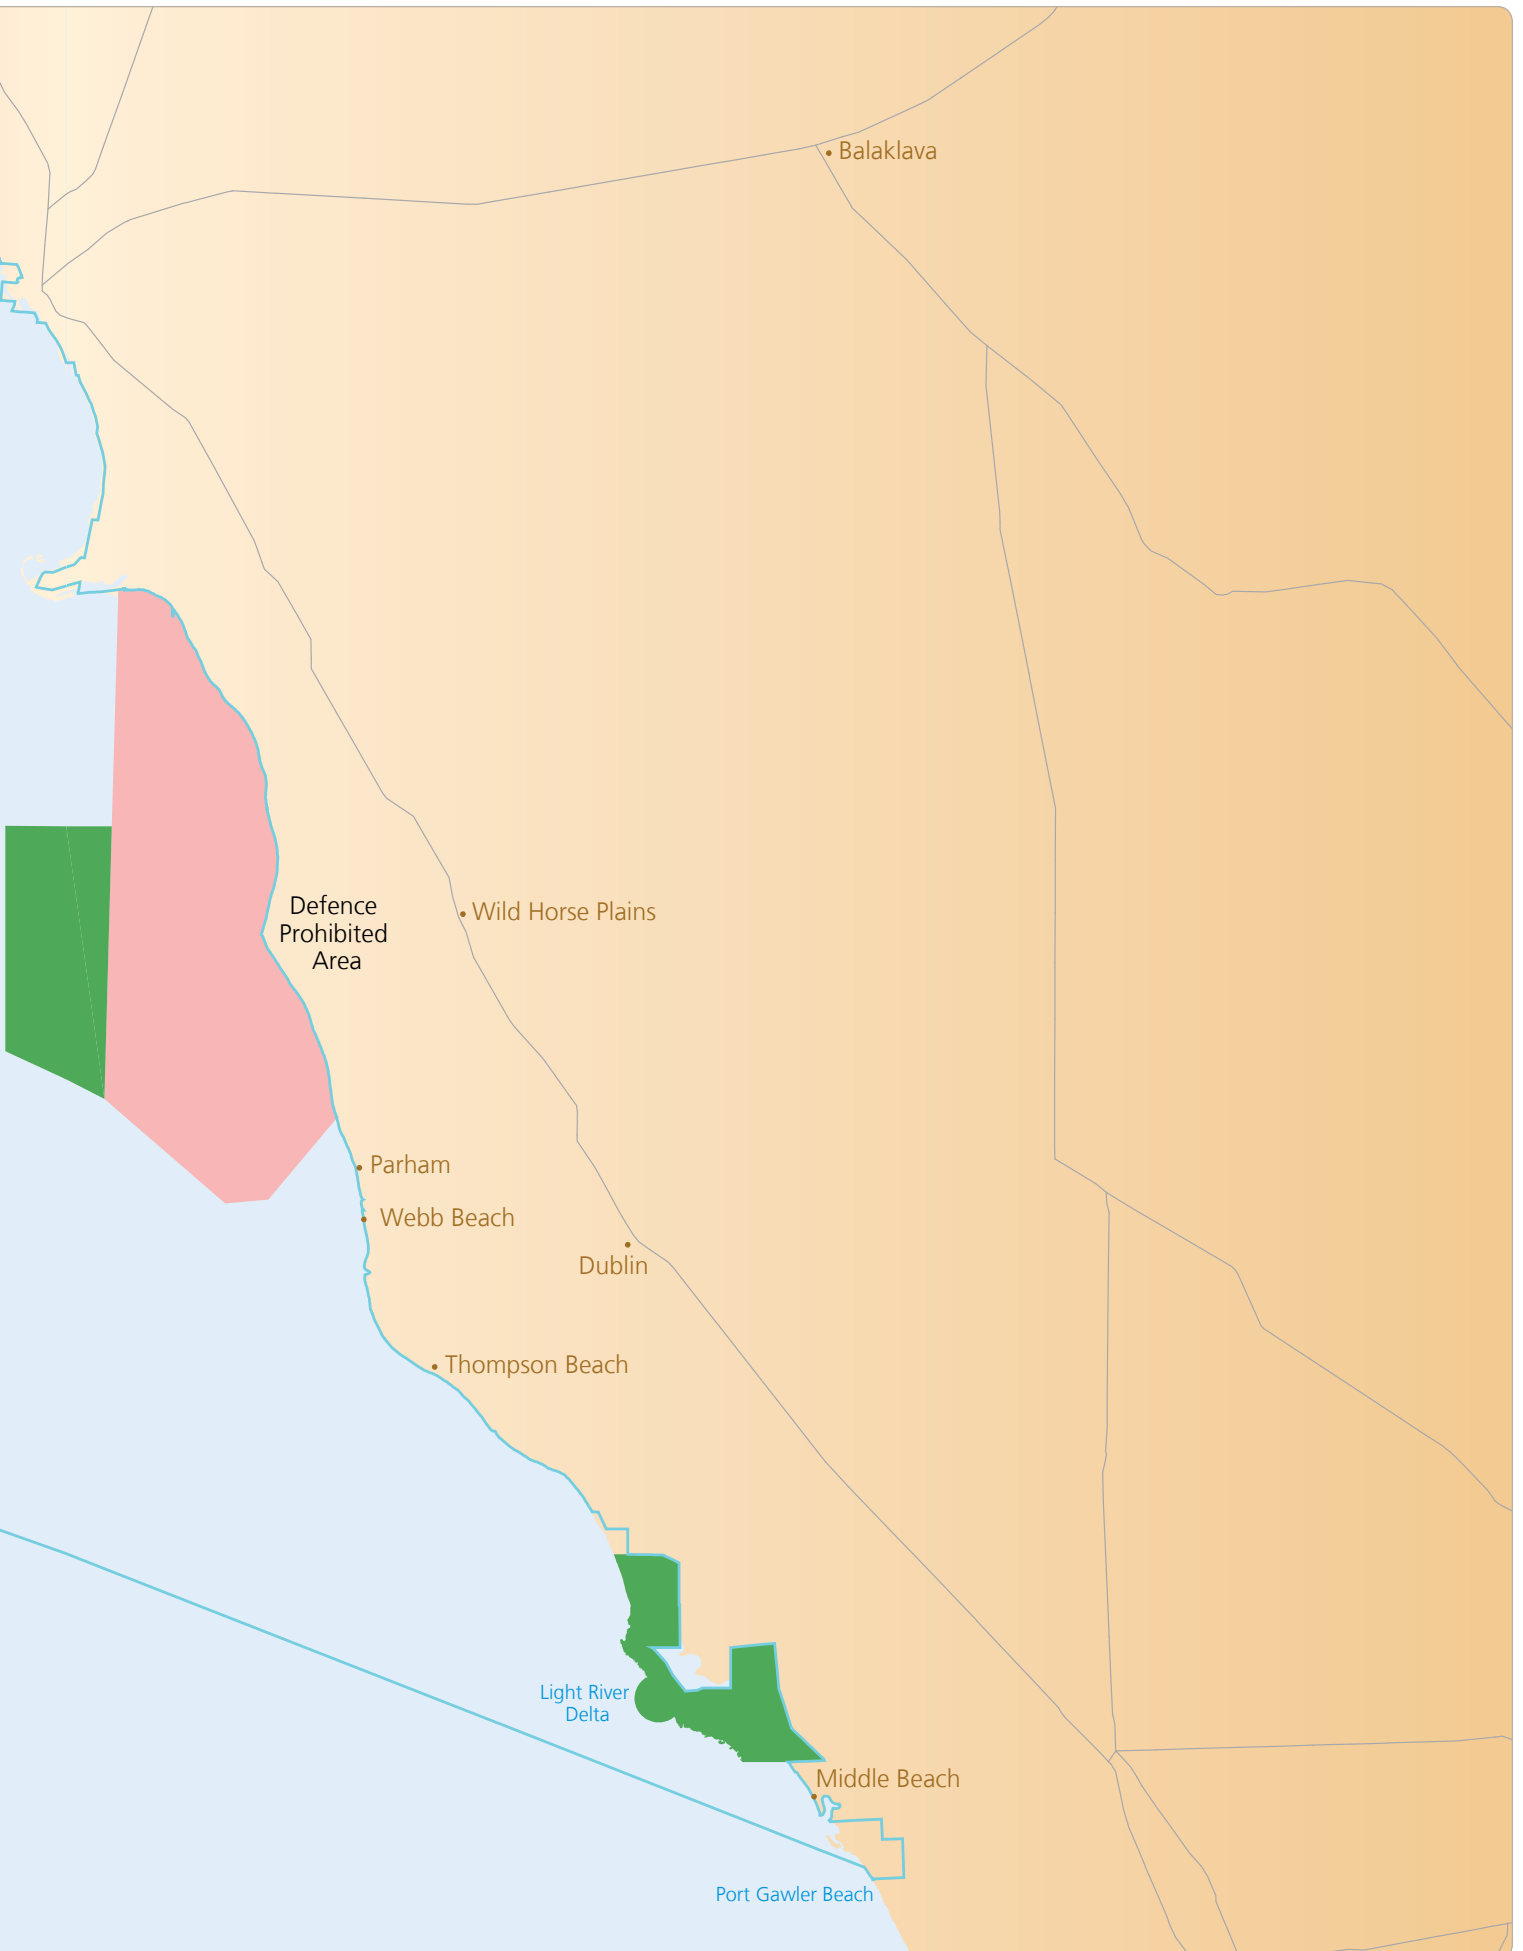 Balaklava
Defence
Prohibited
Area
Wild Horse Plains
Parham
Webb Beach
Dublin
Thompson Beach
Light River
Delta
Middle Beach
Port Gawler Beach